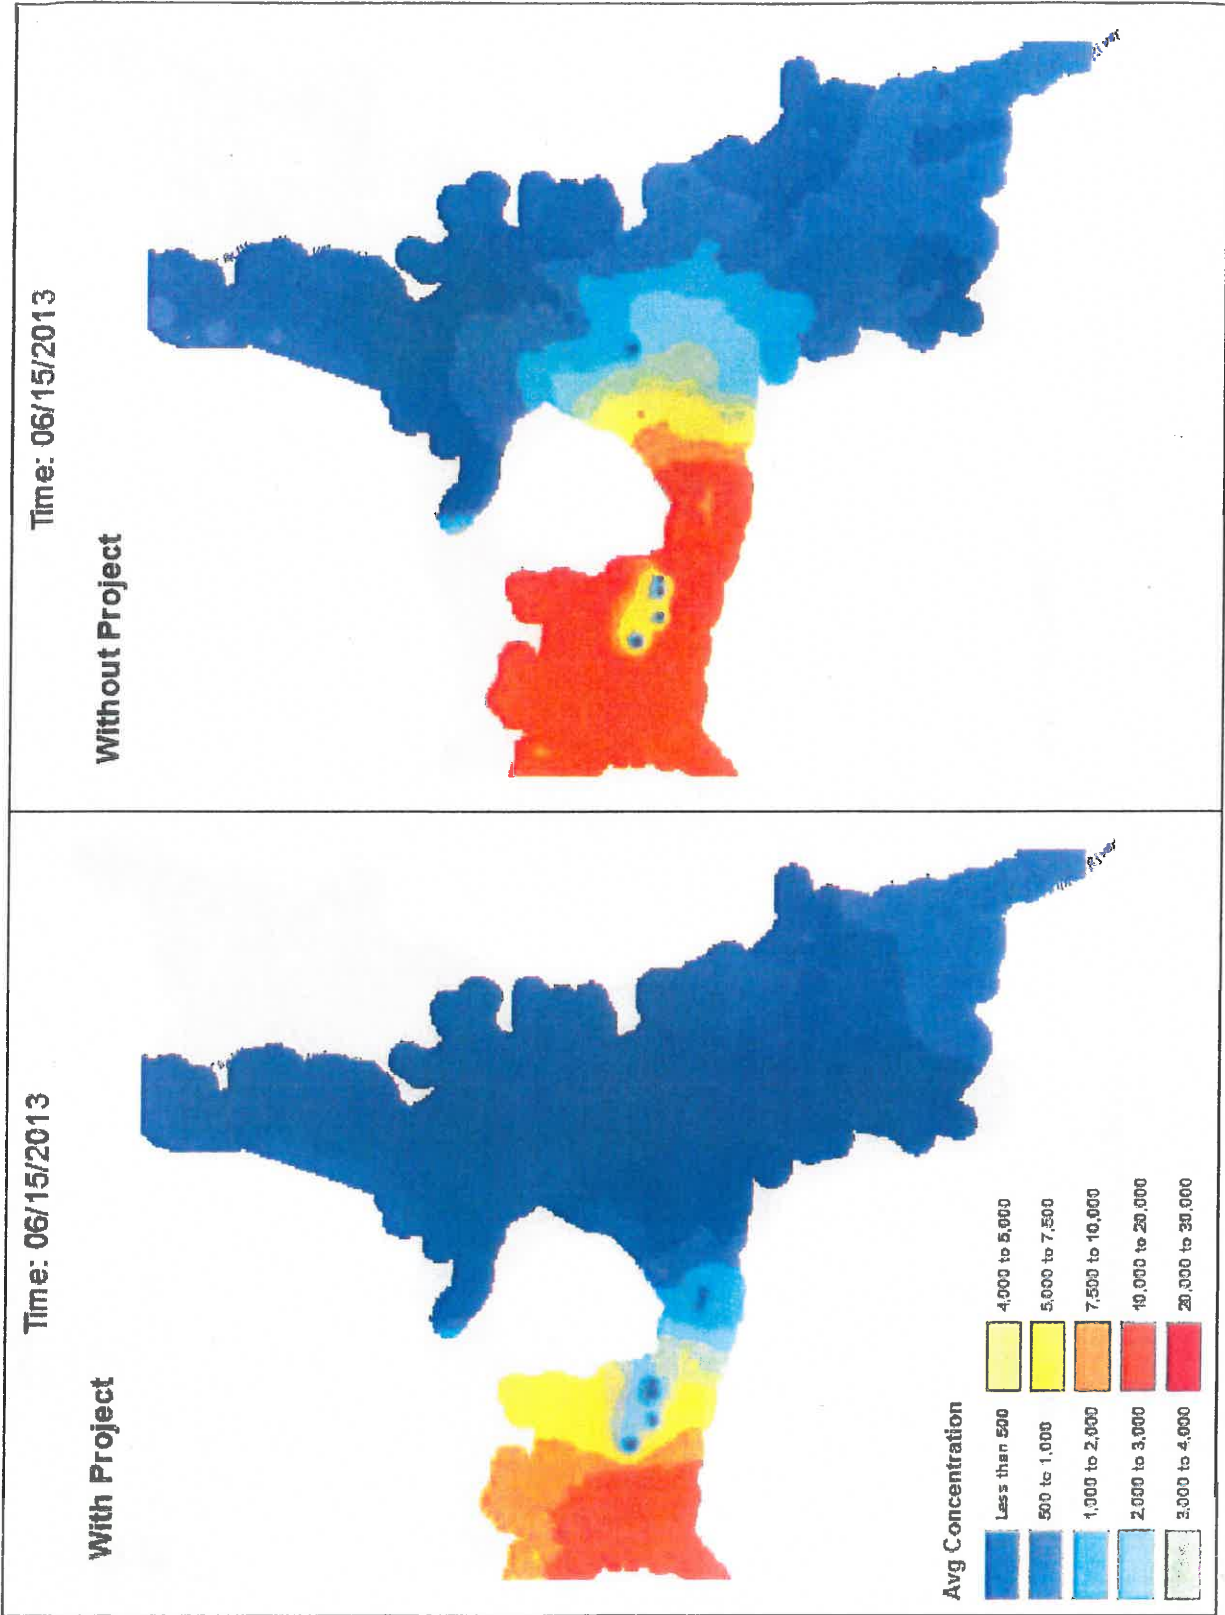 Time: 06/15/2013
With Project
River
Avg Concentration
Less than 500
500 to 1,000
1,000 to 2,000
2,000 to 3,000
3,000 to 4,000
4,000 to 5,000
5,000 to 7,500
7,500 to 10,000
10,000 to 20,000
20,000 to 30,000
Time: 06/15/2013
Without Project
River